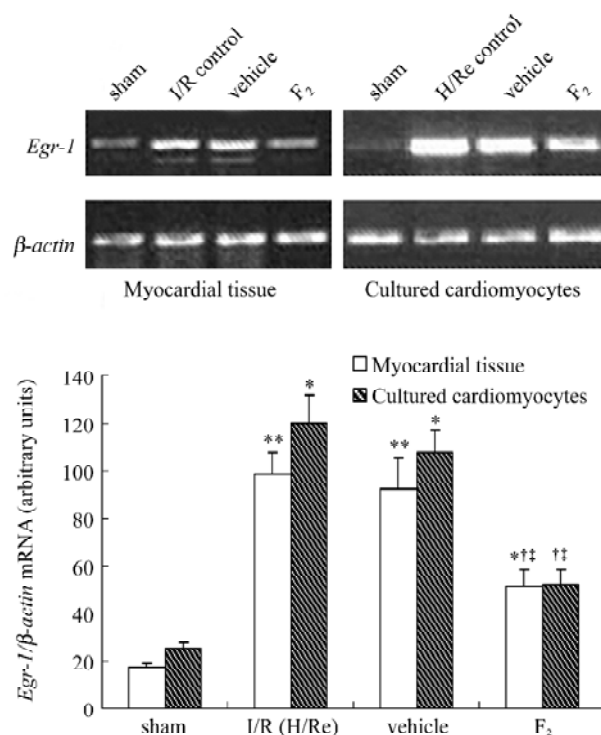 sham I/R control vehicle F₂ sham H/Re control vehicle F₂
Egr-1
β-actin
Myocardial tissue Cultured cardiomyocytes
Myocardial tissue
Cultured cardiomyocytes
Egr-1/β-actin mRNA (arbitrary units)
140
120
100
80
60
40
20
0
** * ** * *†‡ †‡
sham I/R (H/Re) vehicle F₂